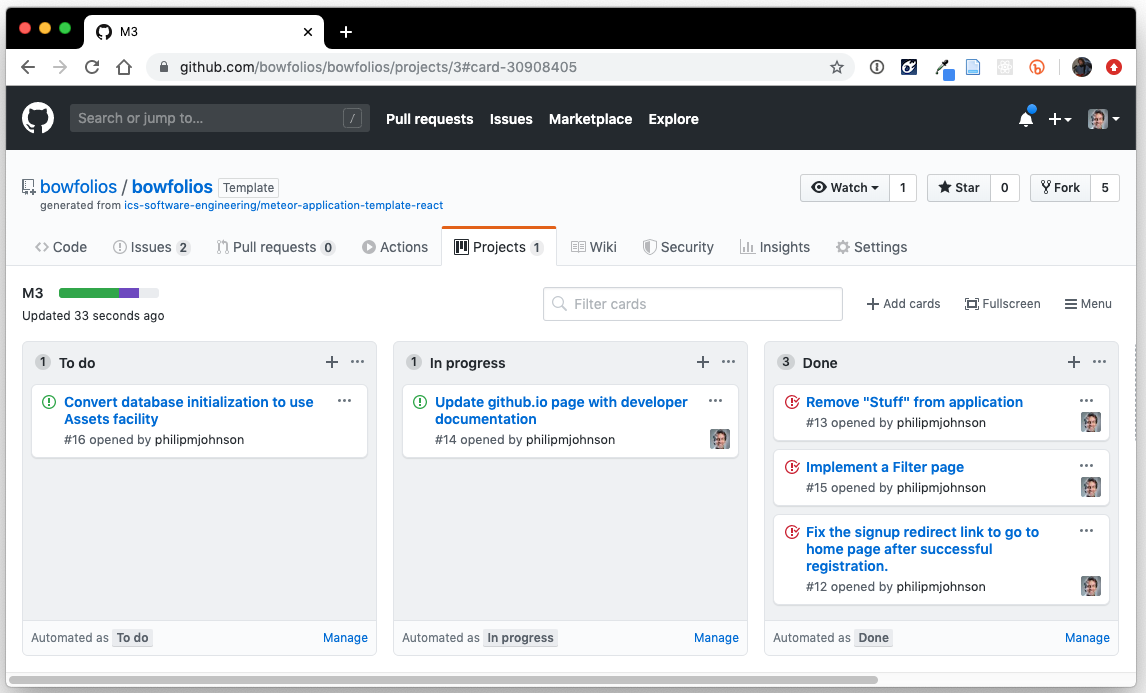 M3
github.com/bowfolios/bowfolios/projects/3#card-30908405
Search or jump to...
/
Pull requests
Issues
Marketplace
Explore
bowfolios / bowfolios
Template
generated from ics-software-engineering/meteor-application-template-react
Watch
1
Star
0
Fork
5
Code
Issues 2
Pull requests 0
Actions
Projects 1
Wiki
Security
Insights
Settings
M3
Updated 33 seconds ago
Filter cards
Add cards
Fullscreen
Menu
1 To do
Convert database initialization to use
Assets facility
#16 opened by philipmjohnson
Automated as To do
Manage
1 In progress
Update github.io page with developer
documentation
#14 opened by philipmjohnson
Automated as In progress
Manage
3 Done
Remove "Stuff" from application
#13 opened by philipmjohnson
Implement a Filter page
#15 opened by philipmjohnson
Fix the signup redirect link to go to
home page after successful
registration.
#12 opened by philipmjohnson
Automated as Done
Manage